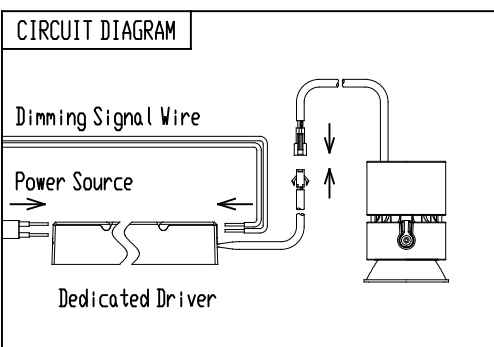 CIRCUIT DIAGRAM
Dimming Signal Wire
Power Source
Dedicated Driver